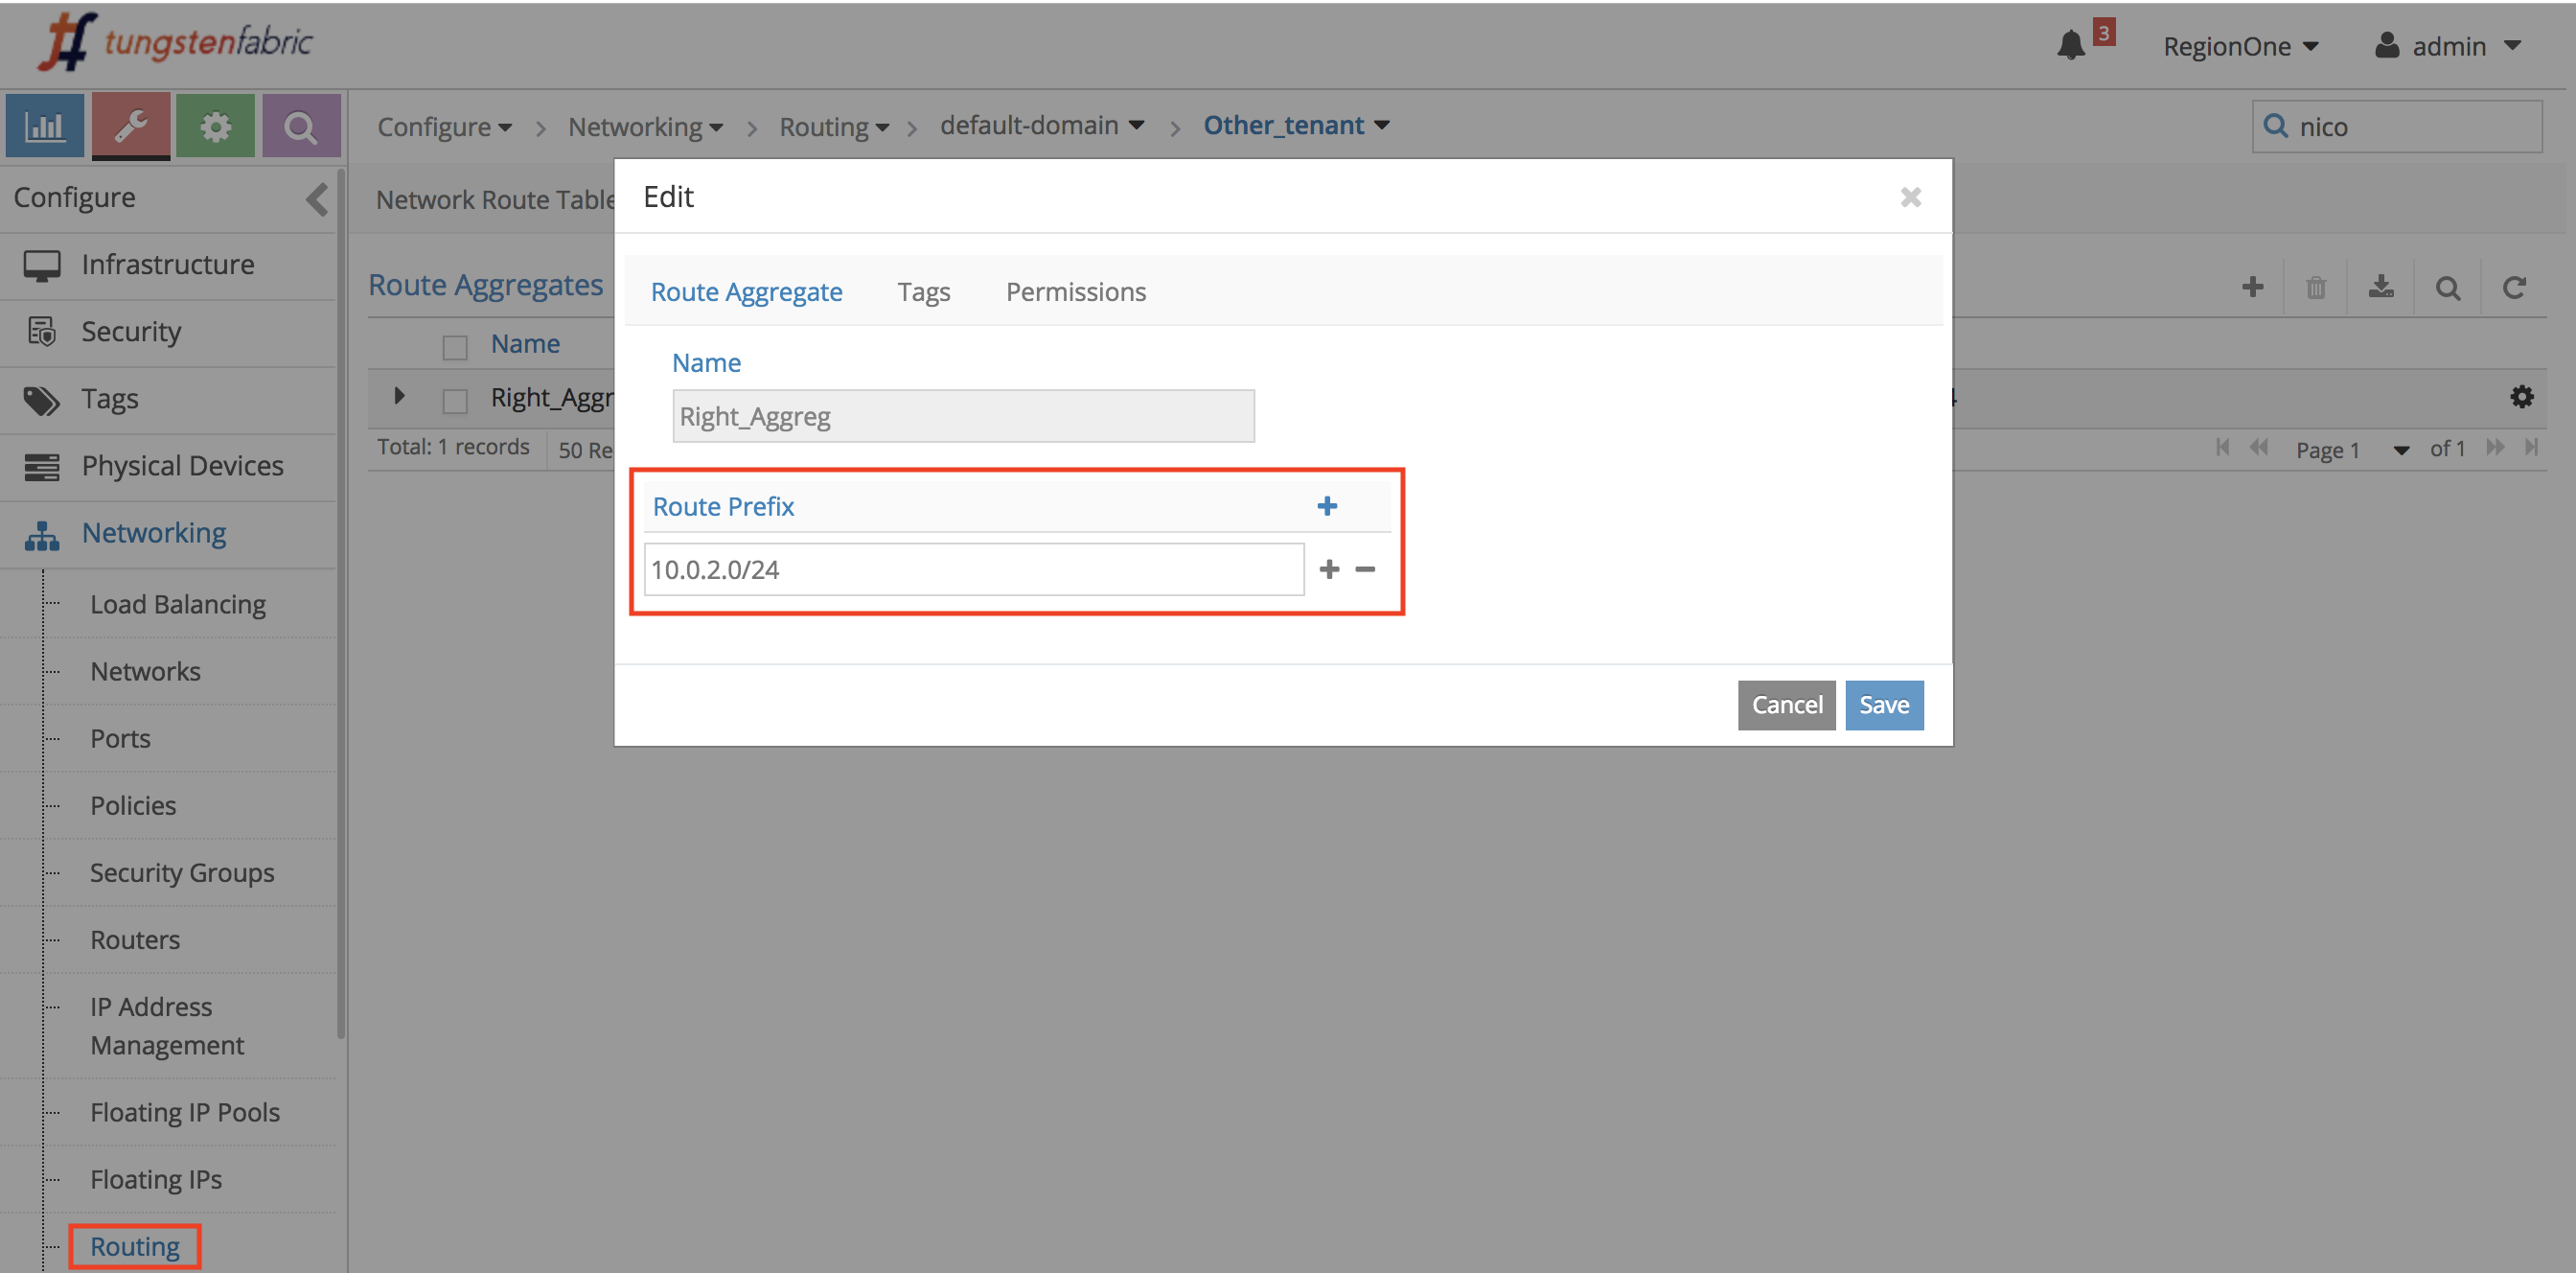 tungstenfabric
3
RegionOne
admin
Configure > Networking > Routing > default-domain > Other_tenant
nico
Configure
Network Route Table
Edit
Infrastructure
Security
Tags
Physical Devices
Networking
Load Balancing
Networks
Ports
Policies
Security Groups
Routers
IP Address
Management
Floating IP Pools
Floating IPs
Routing
Route Aggregates
Name
Right_Aggr
4
Total: 1 records
50 Re
Page 1
of 1
Route Aggregate
Tags
Permissions
Name
Right_Aggreg
Route Prefix
10.0.2.0/24
Cancel
Save